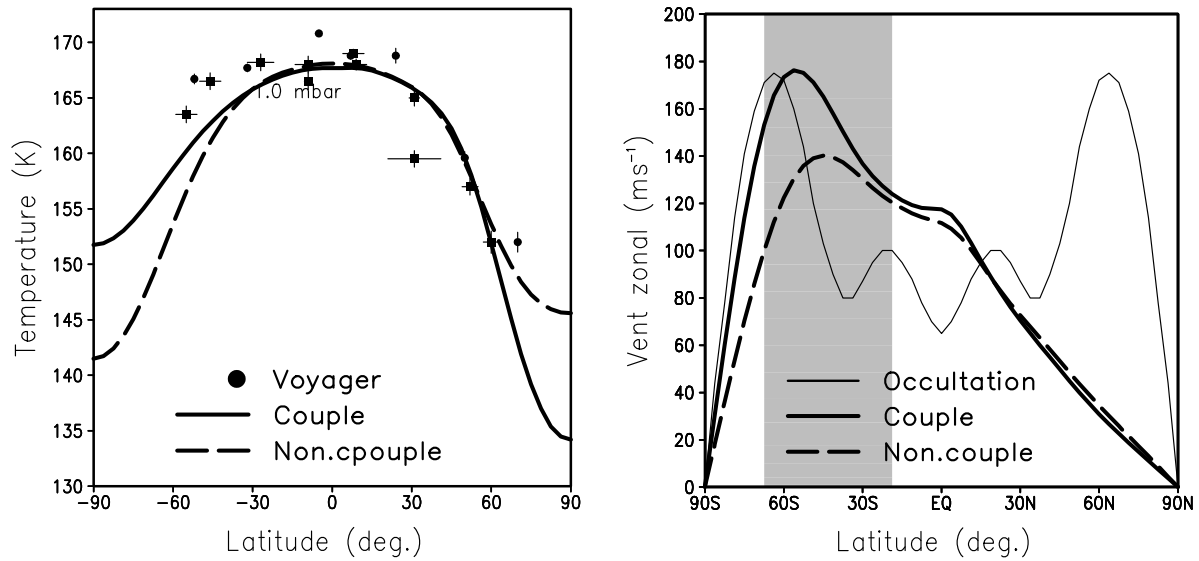 170
165
160
155
150
145
140
135
130
Temperature (K)
1.0 mbar
Voyager
Couple
Non.cpouple
−90 −60 −30 0 30 60 90
Latitude (deg.)
200
180
160
140
120
100
80
60
40
20
0
Vent zonal (ms⁻¹)
Occultation
Couple
Non.couple
90S 60S 30S EQ 30N 60N 90N
Latitude (deg.)